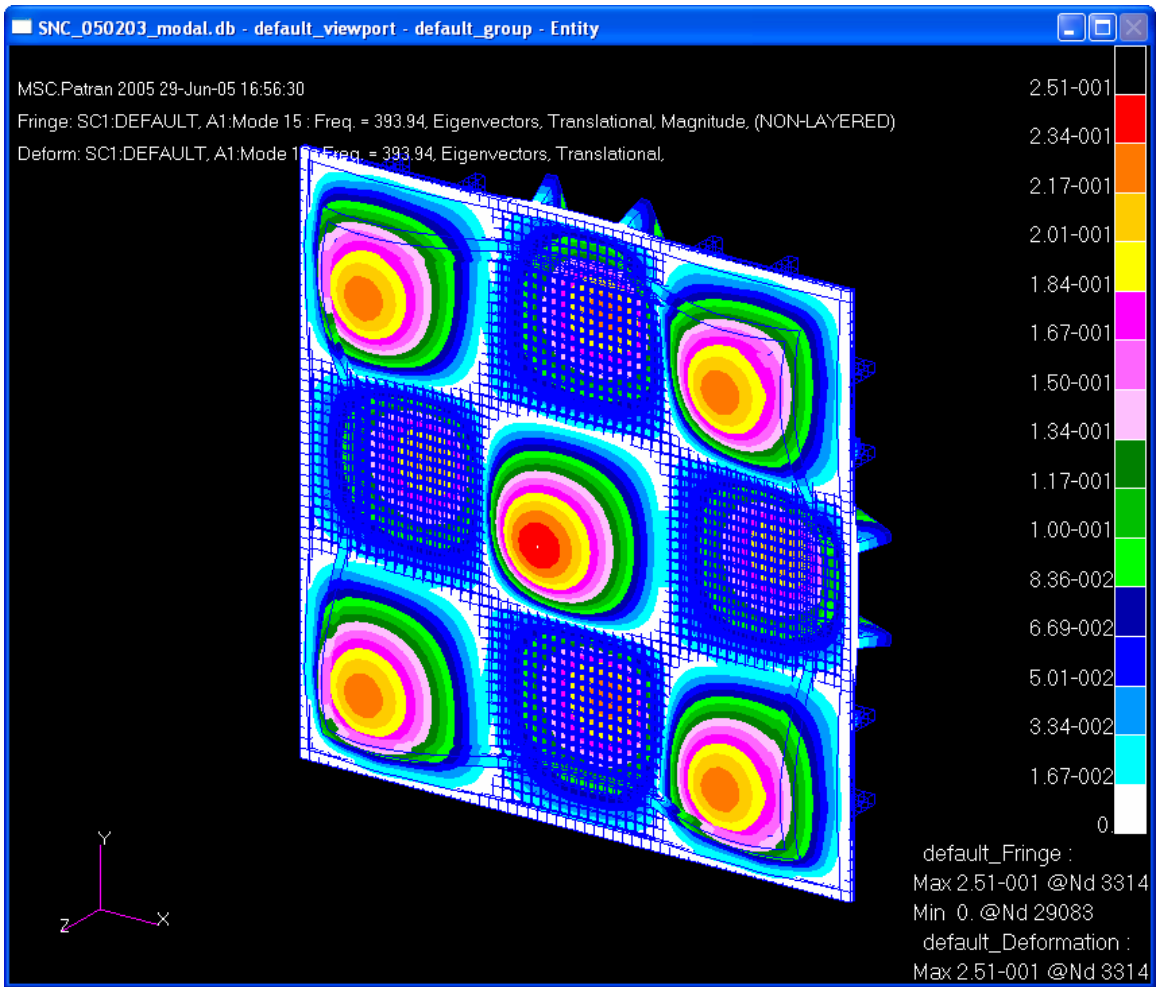 SNC_050203_modal.db - default_viewport - default_group - Entity
MSC.Patran 2005 29-Jun-05 16:56:30
Fringe: SC1:DEFAULT, A1:Mode 15 : Freq. = 393.94, Eigenvectors, Translational, Magnitude, (NON-LAYERED)
Deform: SC1:DEFAULT, A1:Mode 1 Freq. = 393.94, Eigenvectors, Translational,
2.51-001
2.34-001
2.17-001
2.01-001
1.84-001
1.67-001
1.50-001
1.34-001
1.17-001
1.00-001
8.36-002
6.69-002
5.01-002
3.34-002
1.67-002
0.
default_Fringe :
Max 2.51-001 @Nd 3314
Min 0. @Nd 29083
default_Deformation :
Max 2.51-001 @Nd 3314
Y
Z
X